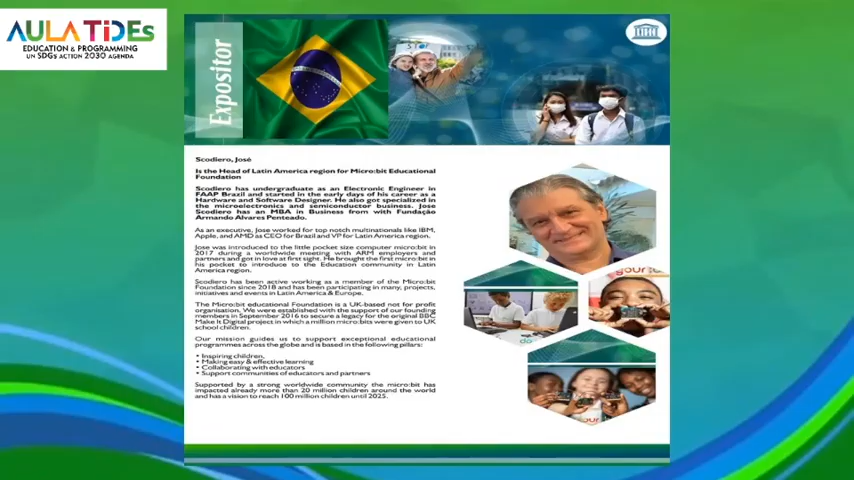 AULA TiDEs
EDUCATION & PROGRAMMING
UN SDGs ACTION 2030 AGENDA
Expositor
Scodiero, José
Is the Head of Latin America region for Micro:bit Educational
Foundation
Scodiero has undergraduate as an Electronic Engineer in
FAAP Brazil and started in the early days of his career as a
Hardware and Software Designer. He also got specialized in
the microelectronics and semiconductor business. Jose
Scodiero has an MBA in Business from with Fundação
Armando Alvares Penteado.
As an executive, Jose worked for top notch multinationals like IBM,
Apple, and AMD as CEO for Brazil and VP for Latin America region.
Jose was introduced to the little pocket size computer micro:bit in
2017 during a worldwide meeting with ARM employers and
partners and got in love at first sight. He brought the first micro:bit in
his pocket to introduce to the Education community in Latin
America region.
Scodiero has been active working as a member of the Micro:bit
Foundation since 2018 and has been participating in many, projects,
initiatives and events in Latin America & Europe.
The Micro:bit educational Foundation is a UK-based not for profit
organisation. We were established with the support of our founding
members in September 2016 to secure a legacy for the original BBC
Make It Digital project in which a million micro:bits were given to UK
school children.
Our mission guides us to support exceptional educational
programmes across the globe and is based in the following pillars:
• Inspiring children,
• Making easy & effective learning
• Collaborating with educators
• Support communities of educators and partners
Supported by a strong worldwide community the micro:bit has
impacted already more than 20 million children around the world
and has a vision to reach 100 million children until 2025.